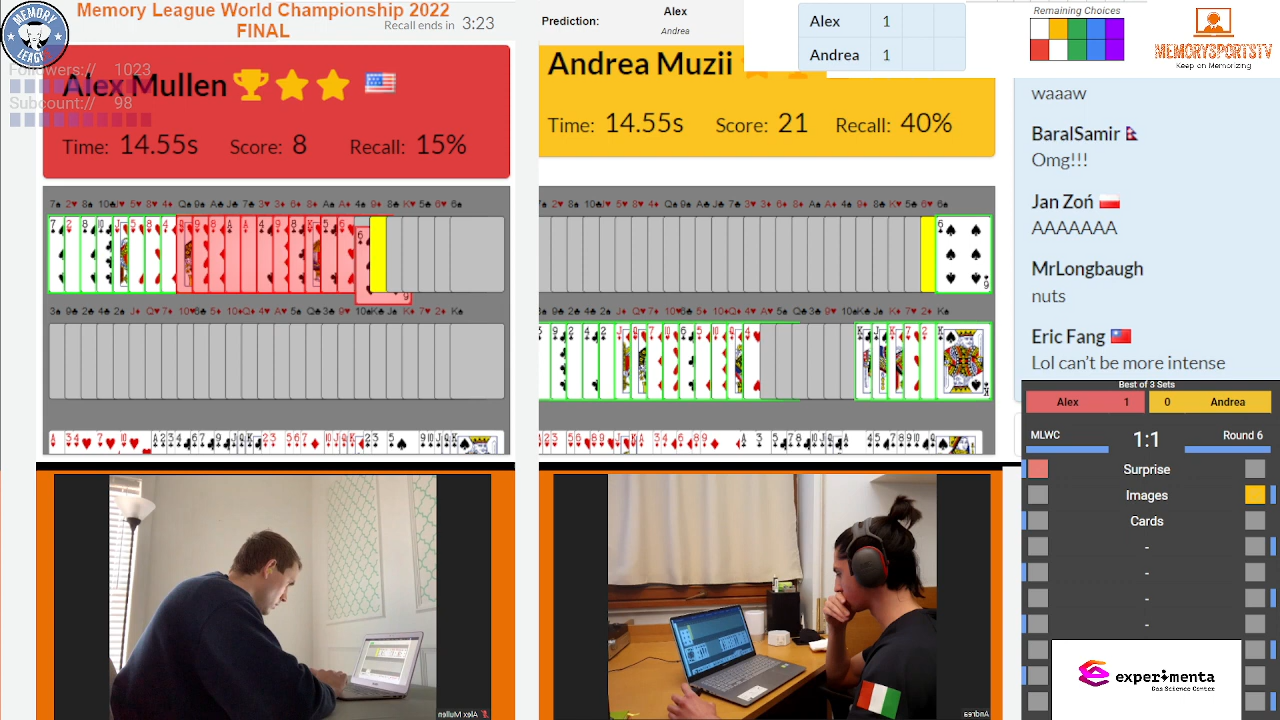 MEMORY
LEAGUE
Memory League World Championship 2022
FINAL
Recall ends in 3:23
Followers:// 1023
Subcount:// 98
Alex Mullen
Time: 14.55s Score: 8 Recall: 15%
Prediction:
Alex
Andrea
Alex 1
Andrea 1
Andrea Muzii
Time: 14.55s Score: 21 Recall: 40%
Remaining Choices
MEMORYSPORTSTV
Keep on Memorizing
waaaw
BaralSamir
Omg!!!
Jan Zoń
AAAAAAA
MrLongbaugh
nuts
Eric Fang
Lol can't be more intense
Best of 3 Sets
Alex 1 0 Andrea
MLWC 1:1 Round 6
Surprise
Images
Cards
-
-
-
-
experimenta
Das Science Center
Alex Mullen
Andrea